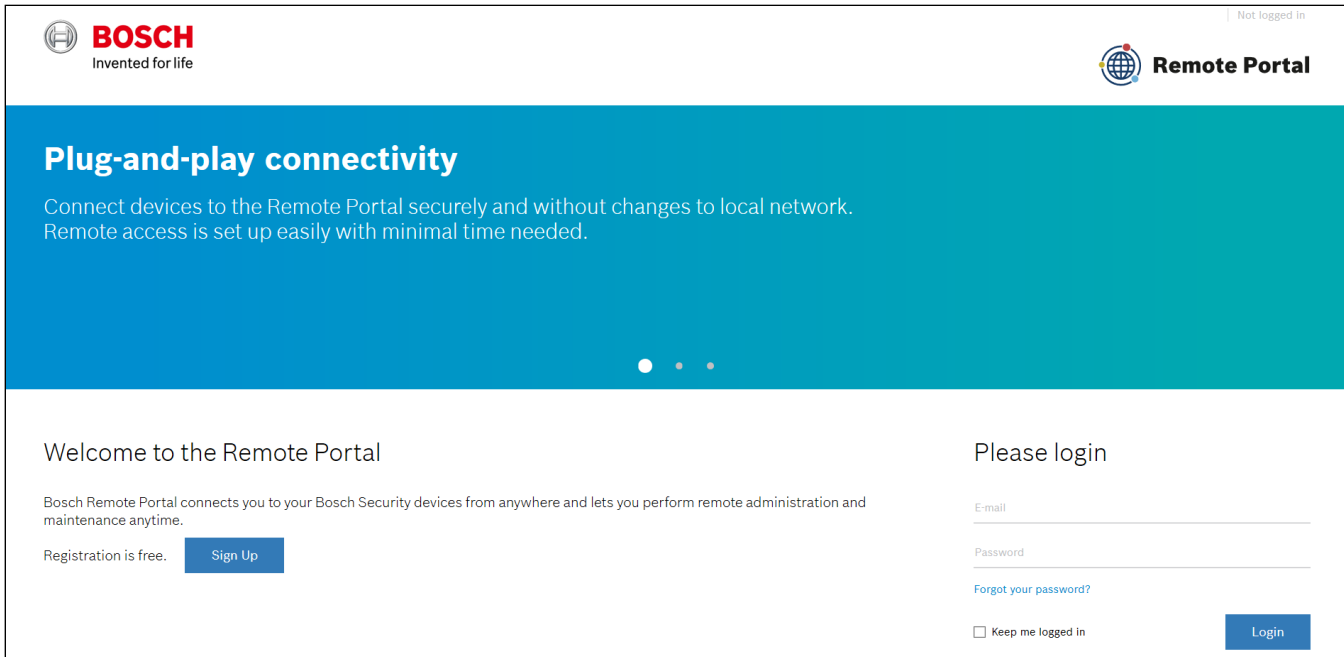 Not logged in
BOSCH
Invented for life
Remote Portal
Plug-and-play connectivity
Connect devices to the Remote Portal securely and without changes to local network.
Remote access is set up easily with minimal time needed.
Welcome to the Remote Portal
Bosch Remote Portal connects you to your Bosch Security devices from anywhere and lets you perform remote administration and
maintenance anytime.
Registration is free.
Sign Up
Please login
E-mail
Password
Forgot your password?
Keep me logged in
Login